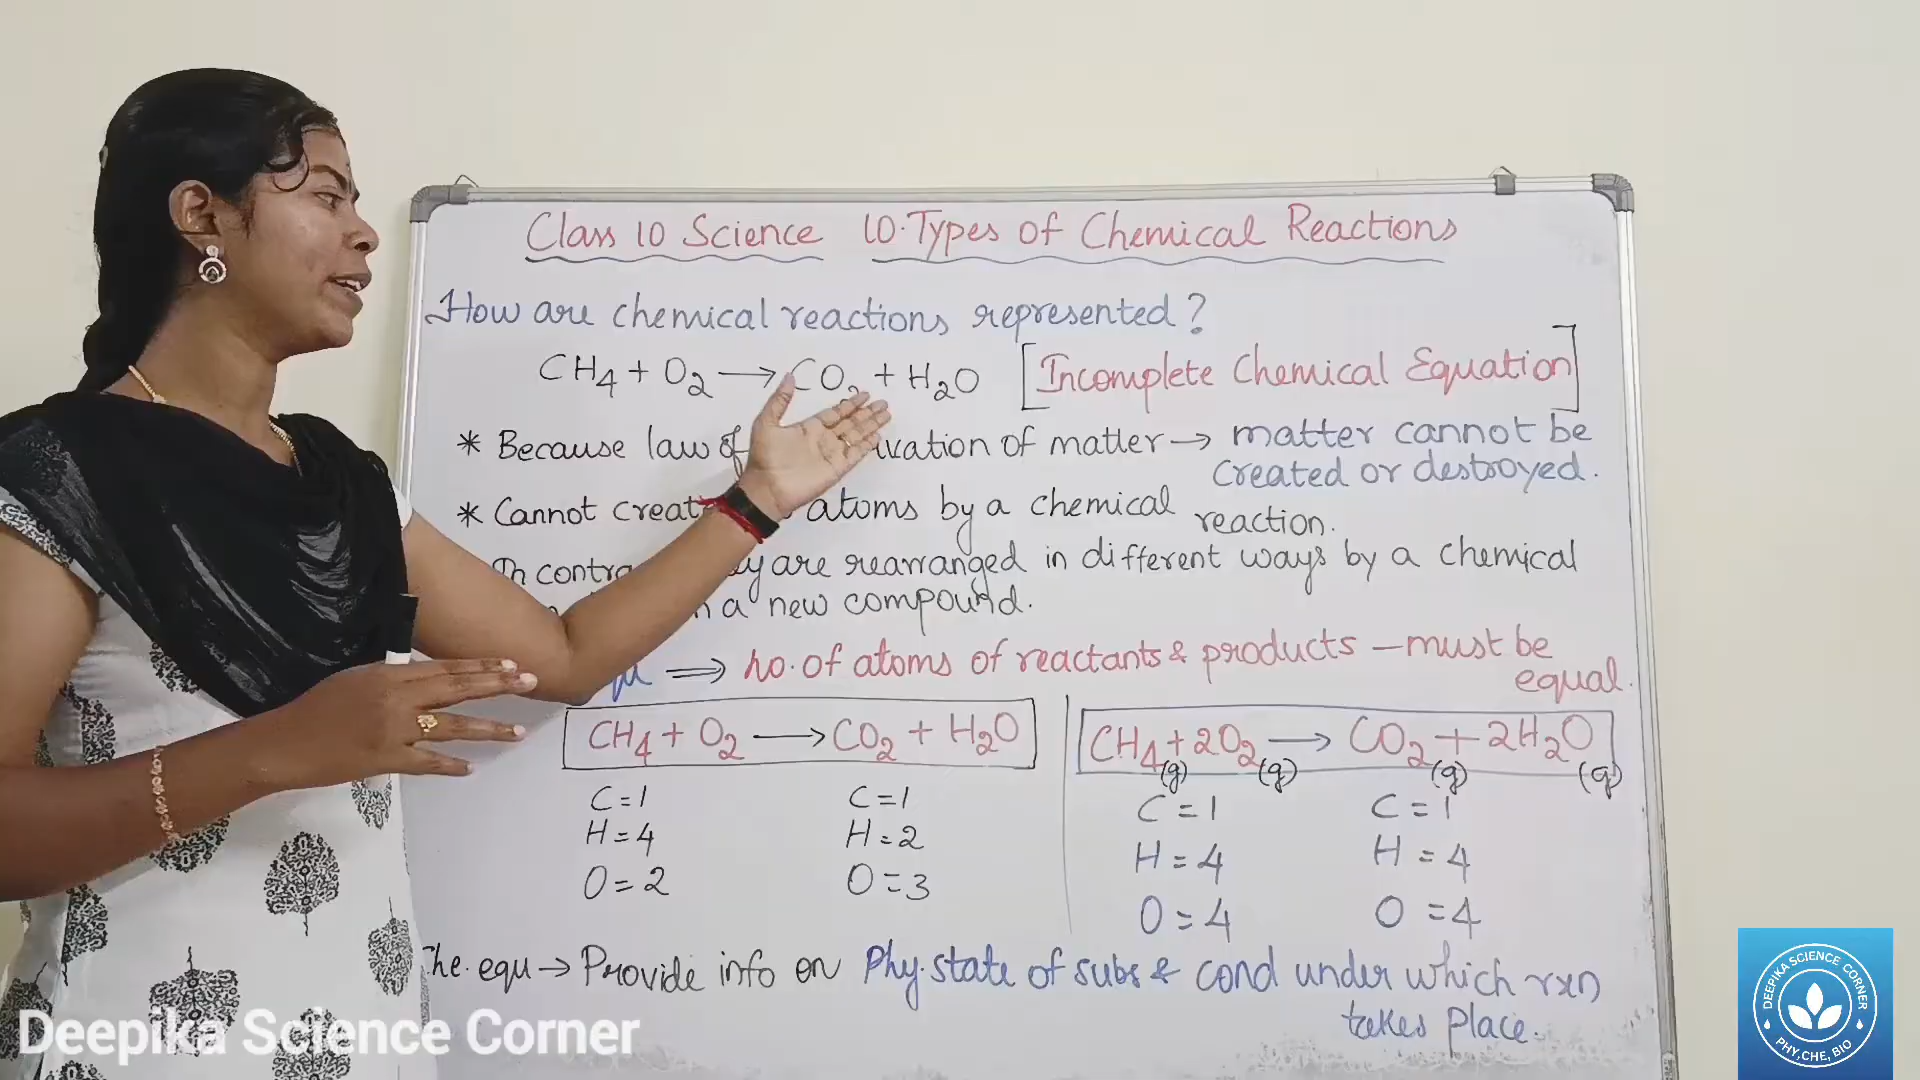 Class 10 Science 10.Types of Chemical Reactions
How are chemical reactions represented?
CH4 + O2 → CO2 + H2O [Incomplete Chemical Equation]
* Because law of vation of matter → matter cannot be
created or destroyed.
* Cannot creat atoms by a chemical reaction.
In contra y are rearranged in different ways by a chemical
n a new compound.
equ ⟹ no. of atoms of reactants & products – must be
equal.
CH4 + O2 → CO2 + H2O
C = 1 C = 1
H = 4 H = 2
O = 2 O = 3
CH4(g) + 2O2(g) → CO2(g) + 2H2O(g)
C = 1 C = 1
H = 4 H = 4
O = 4 O = 4
Che. equ → Provide info on Phy. state of subs & cond under which rxn
takes place.
Deepika Science Corner
DEEPIKA SCIENCE CORNER
PHY,CHE, BIO